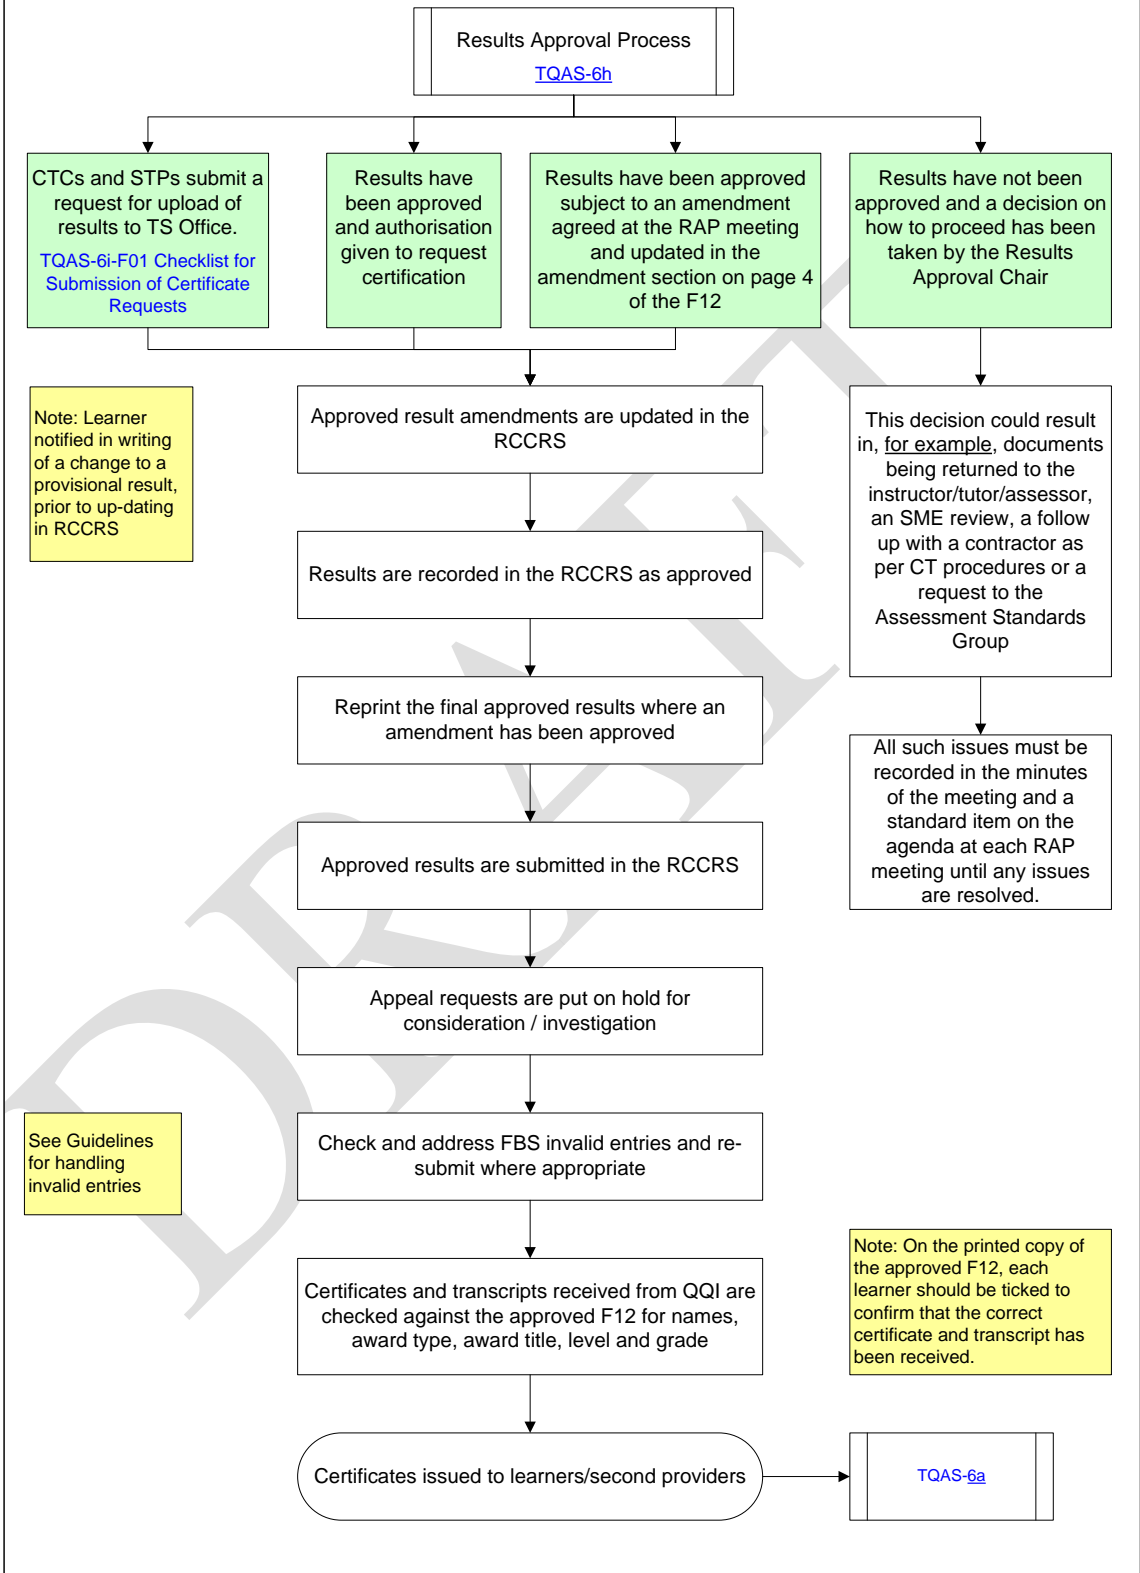 Results Approval Process
TQAS-6h
CTCs and STPs submit a
request for upload of
results to TS Office.
TQAS-6i-F01 Checklist for
Submission of Certificate
Requests
Results have
been approved
and authorisation
given to request
certification
Results have been approved
subject to an amendment
agreed at the RAP meeting
and updated in the
amendment section on page 4
of the F12
Results have not been
approved and a decision on
how to proceed has been
taken by the Results
Approval Chair
Note: Learner
notified in writing
of a change to a
provisional result,
prior to up-dating
in RCCRS
Approved result amendments are updated in the
RCCRS
This decision could result
in, for example, documents
being returned to the
instructor/tutor/assessor,
an SME review, a follow
up with a contractor as
per CT procedures or a
request to the
Assessment Standards
Group
Results are recorded in the RCCRS as approved
Reprint the final approved results where an
amendment has been approved
All such issues must be
recorded in the minutes
of the meeting and a
standard item on the
agenda at each RAP
meeting until any issues
are resolved.
Approved results are submitted in the RCCRS
Appeal requests are put on hold for
consideration / investigation
See Guidelines
for handling
invalid entries
Check and address FBS invalid entries and re-
submit where appropriate
Certificates and transcripts received from QQI are
checked against the approved F12 for names,
award type, award title, level and grade
Note: On the printed copy of
the approved F12, each
learner should be ticked to
confirm that the correct
certificate and transcript has
been received.
Certificates issued to learners/second providers
TQAS-6a
DRAFT